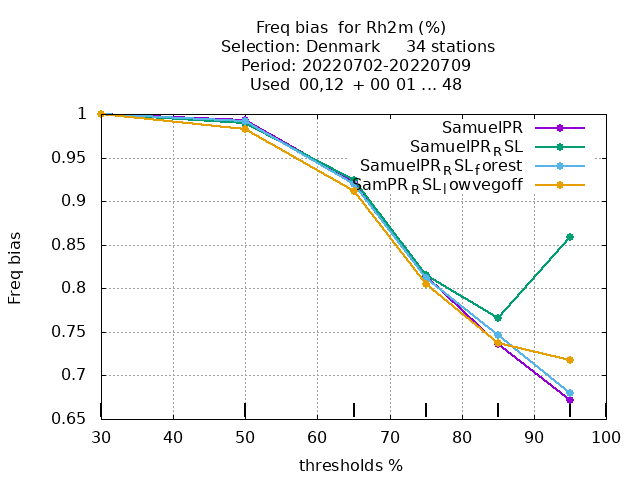 Freq bias  for Rh2m (%)
Selection: Denmark     34 stations
Period: 20220702-20220709
Used  00,12  + 00 01 ... 48
1
0.95
0.9
0.85
0.8
0.75
0.7
0.65
30 40 50 60 70 80 90 100
Freq bias
thresholds %
SamuelPR
SamuelPR_RSL
SamuelPR_RSL_forest
SamPR_RSL_lowvegoff